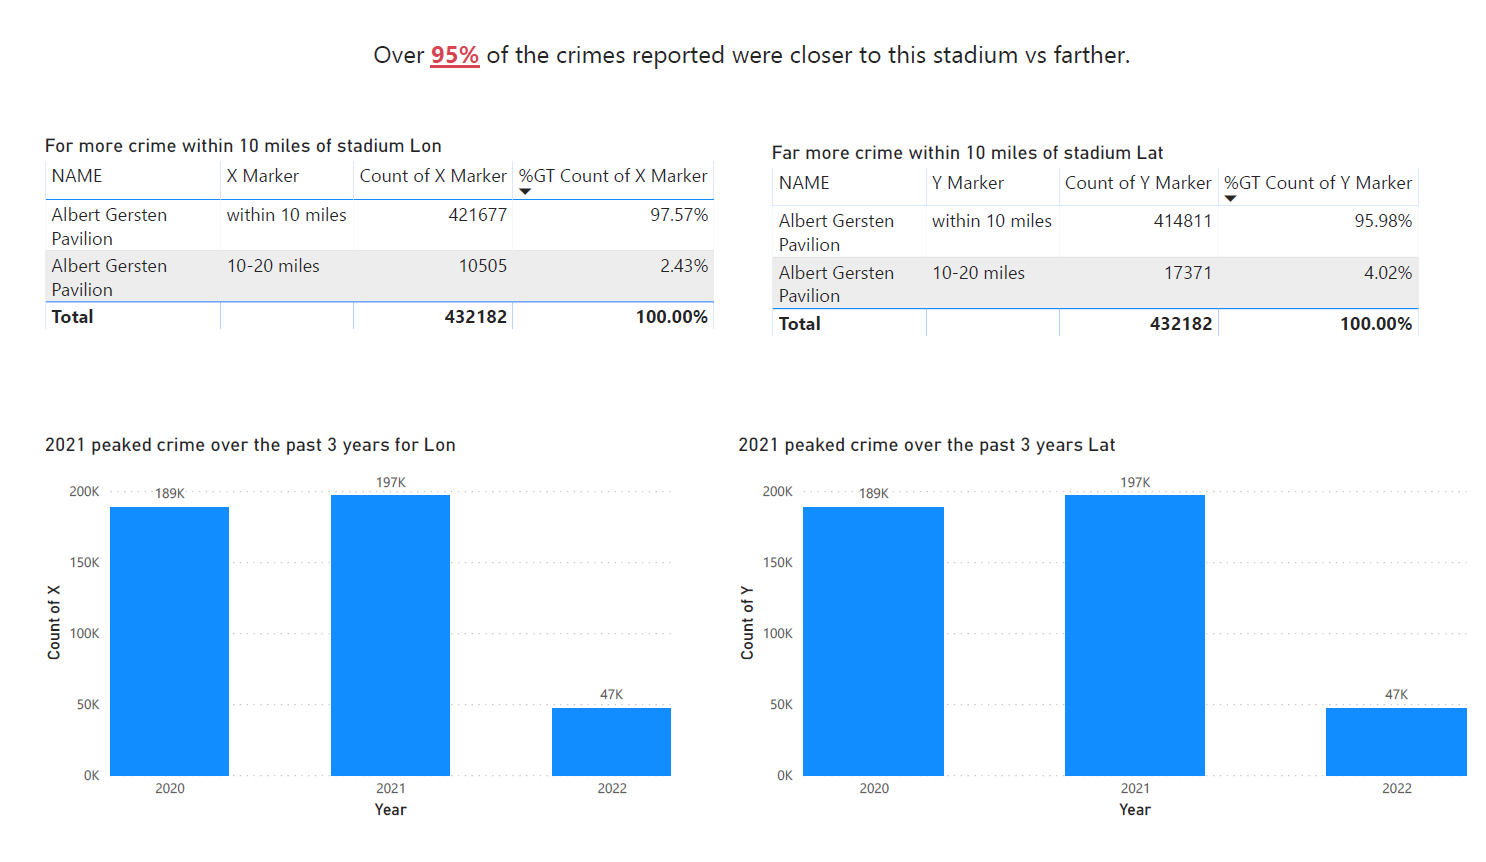 Over 95% of the crimes reported were closer to this stadium vs farther.
For more crime within 10 miles of stadium Lon
NAME X Marker Count of X Marker %GT Count of X Marker
Albert Gersten Pavilion within 10 miles 421677 97.57%
Albert Gersten Pavilion 10-20 miles 10505 2.43%
Total 432182 100.00%
Far more crime within 10 miles of stadium Lat
NAME Y Marker Count of Y Marker %GT Count of Y Marker
Albert Gersten Pavilion within 10 miles 414811 95.98%
Albert Gersten Pavilion 10-20 miles 17371 4.02%
Total 432182 100.00%
2021 peaked crime over the past 3 years for Lon
Count of X
200K
150K
100K
50K
0K
189K
197K
47K
2020 2021 2022
Year
2021 peaked crime over the past 3 years Lat
Count of Y
200K
150K
100K
50K
0K
189K
197K
47K
2020 2021 2022
Year